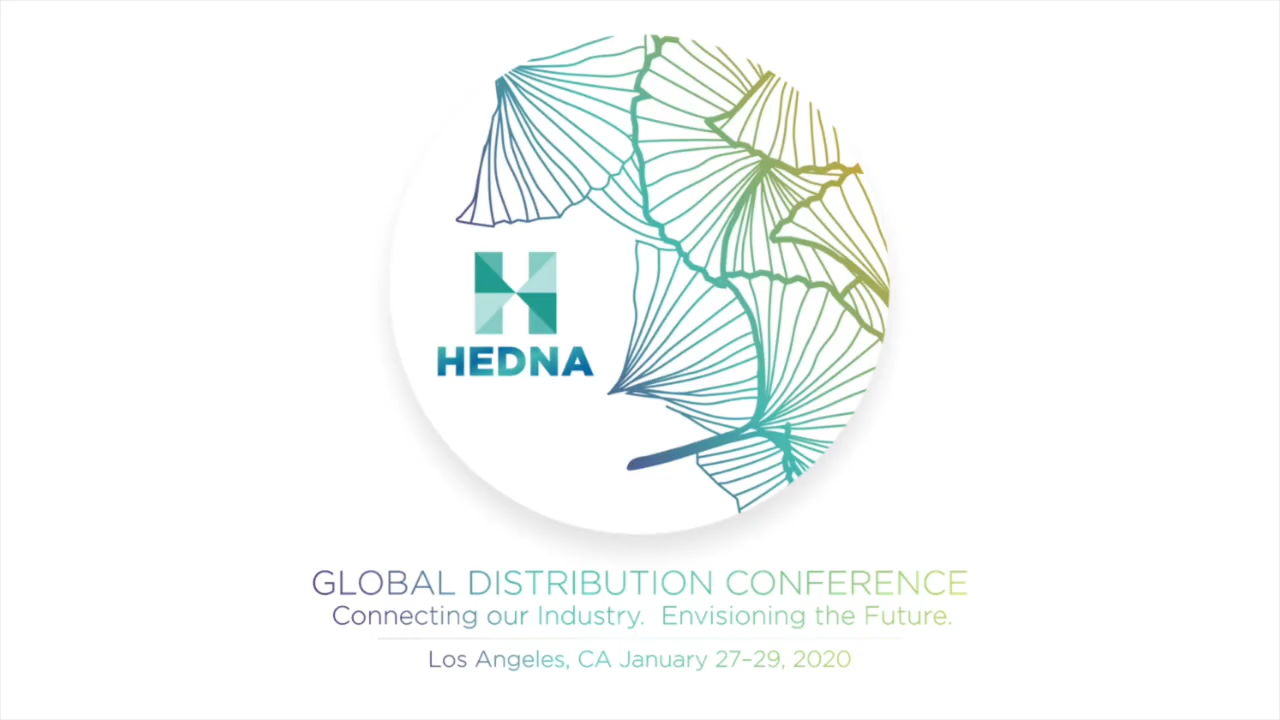 HEDNA
GLOBAL DISTRIBUTION CONFERENCE
Connecting our Industry. Envisioning the Future.
Los Angeles, CA January 27–29, 2020